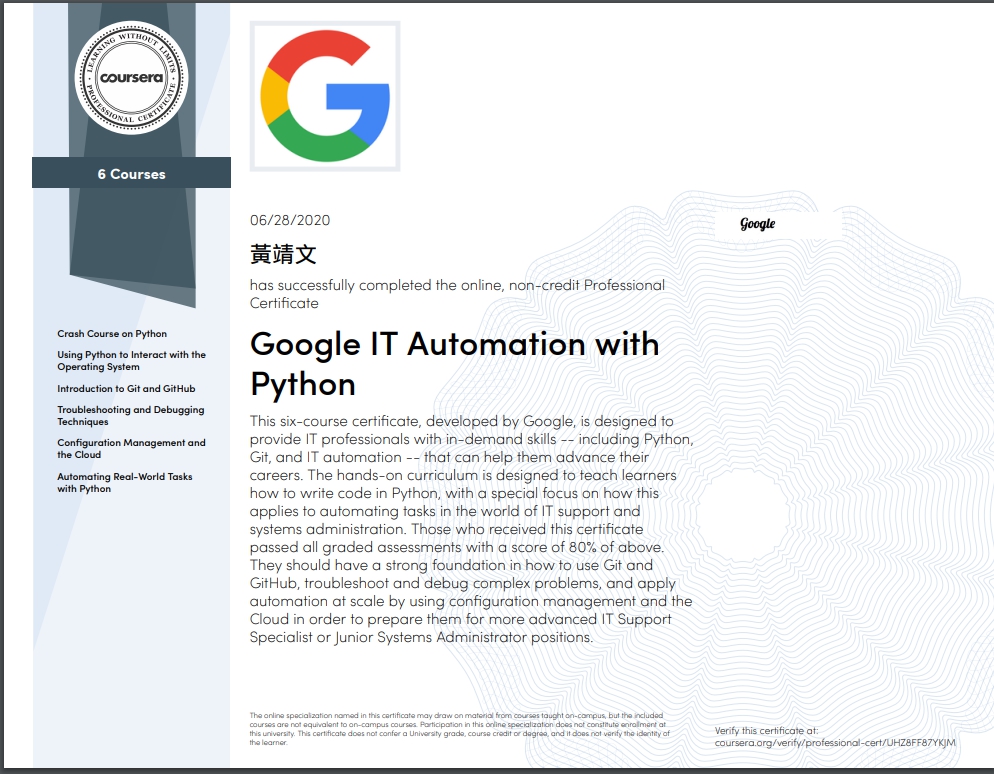 LEARNING WITHOUT LIMITS
coursera
PROFESSIONAL CERTIFICATE
6 Courses
Crash Course on Python
Using Python to Interact with the
Operating System
Introduction to Git and GitHub
Troubleshooting and Debugging
Techniques
Configuration Management and
the Cloud
Automating Real-World Tasks
with Python
G
06/28/2020
Google
黃靖文
has successfully completed the online, non-credit Professional
Certificate
Google IT Automation with
Python
This six-course certificate, developed by Google, is designed to
provide IT professionals with in-demand skills -- including Python,
Git, and IT automation -- that can help them advance their
careers. The hands-on curriculum is designed to teach learners
how to write code in Python, with a special focus on how this
applies to automating tasks in the world of IT support and
systems administration. Those who received this certificate
passed all graded assessments with a score of 80% of above.
They should have a strong foundation in how to use Git and
GitHub, troubleshoot and debug complex problems, and apply
automation at scale by using configuration management and the
Cloud in order to prepare them for more advanced IT Support
Specialist or Junior Systems Administrator positions.
The online specialization named in this certificate may draw on material from courses taught on-campus, but the included
courses are not equivalent to on-campus courses. Participation in this online specialization does not constitute enrollment at
this university. This certificate does not confer a University grade, course credit or degree, and it does not verify the identity of
the learner.
Verify this certificate at:
coursera.org/verify/professional-cert/UHZ8FF87YKJM